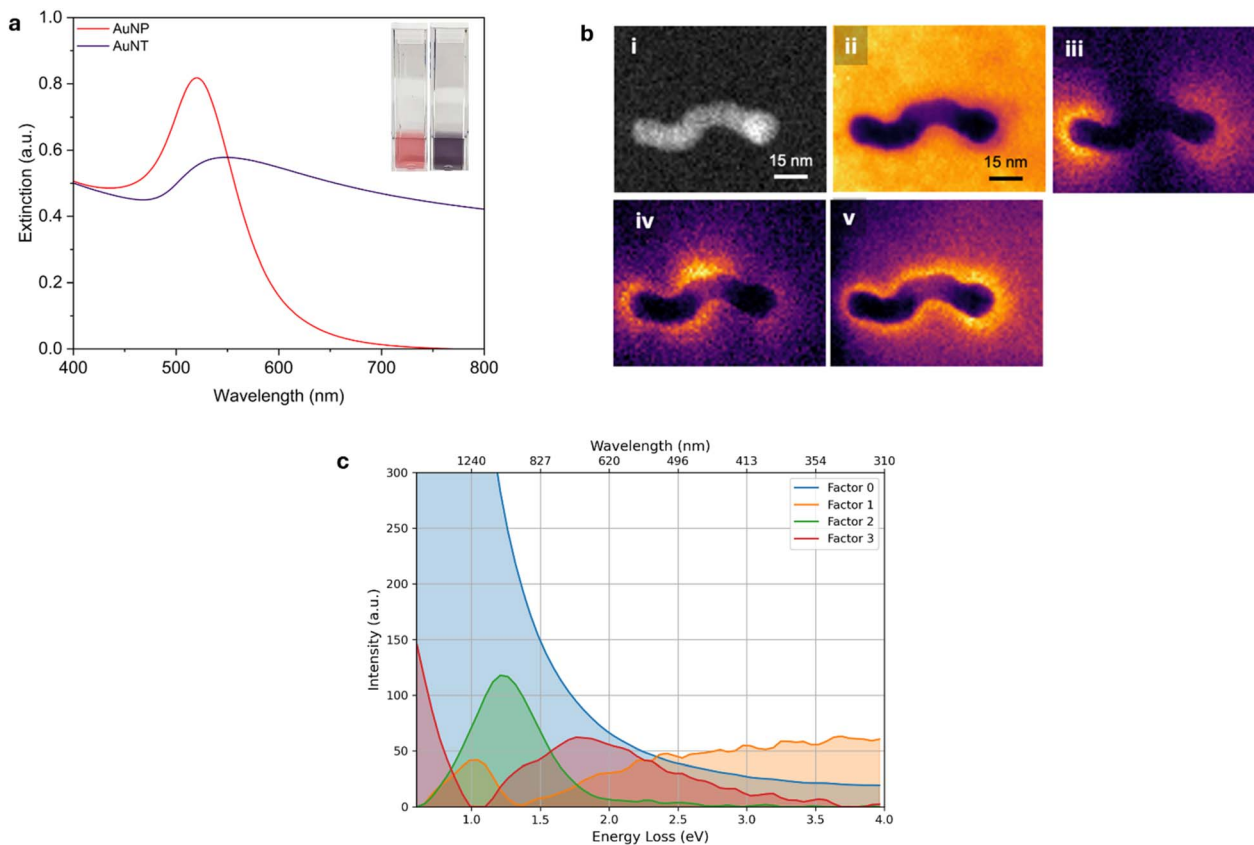 a
AuNP
AuNT
1.0
0.8
0.6
0.4
0.2
0.0
Extinction (a.u.)
400 500 600 700 800
Wavelength (nm)
b
i
15 nm
ii
15 nm
iii
iv
v
c
Wavelength (nm)
1240 827 620 496 413 354 310
300
250
200
150
100
50
0
Intensity (a.u.)
Factor 0
Factor 1
Factor 2
Factor 3
1.0 1.5 2.0 2.5 3.0 3.5 4.0
Energy Loss (eV)